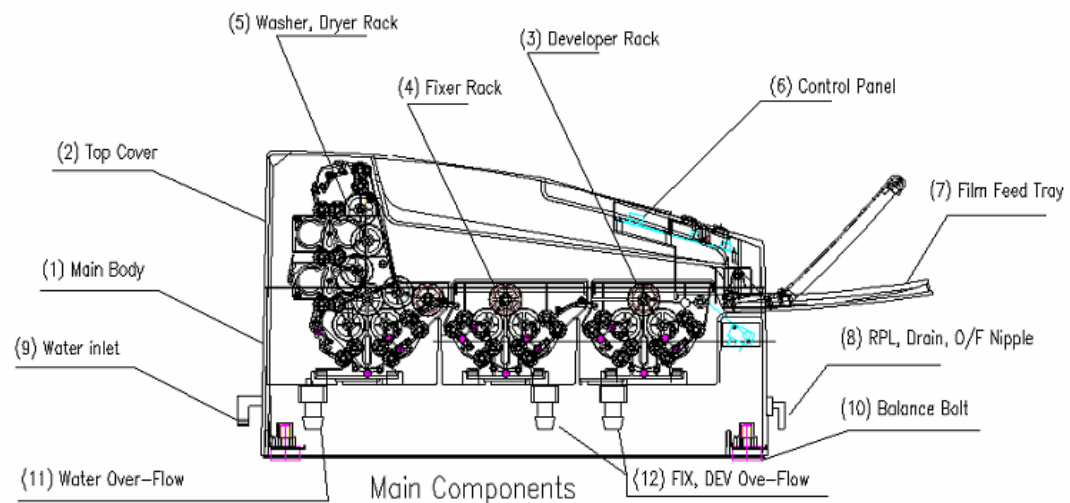 (5) Washer, Dryer Rack
(3) Developer Rack
(4) Fixer Rack
(6) Control Panel
(2) Top Cover
(7) Film Feed Tray
(1) Main Body
(9) Water inlet
(8) RPL, Drain, O/F Nipple
(10) Balance Bolt
(11) Water Over-Flow
(12) FIX, DEV Ove-Flow
Main Components